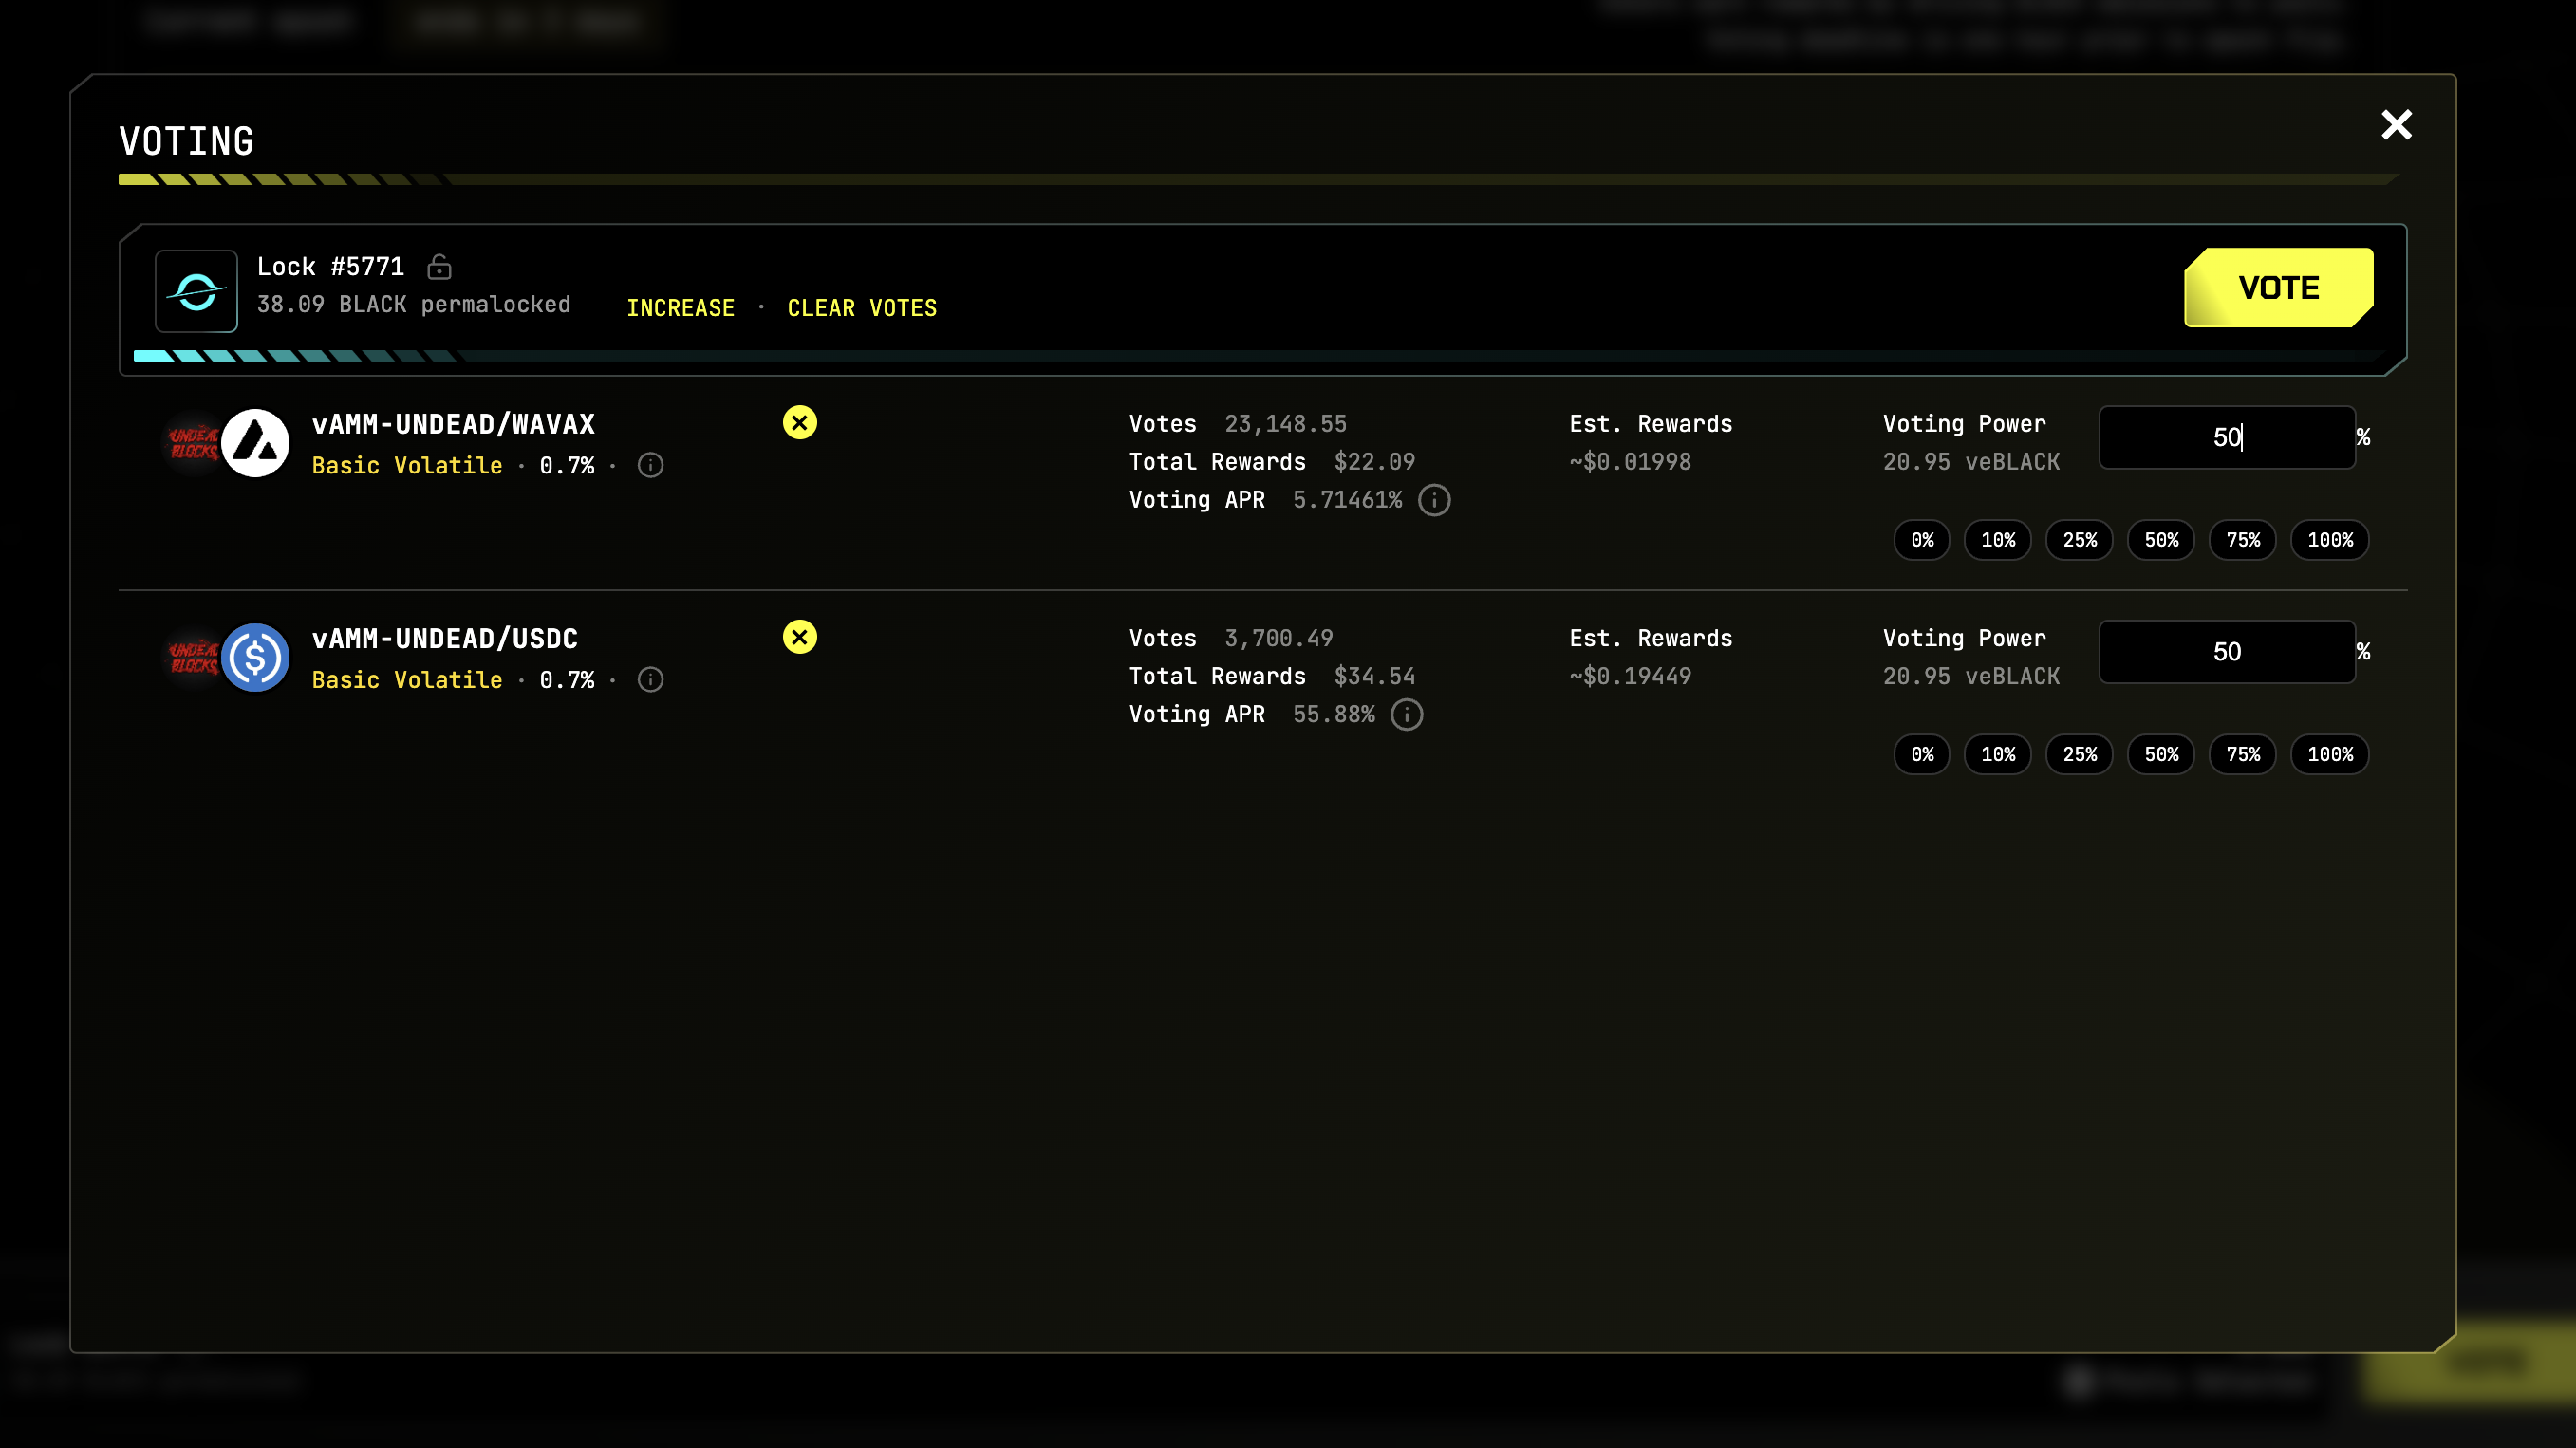 VOTING
Lock #5771
38.09 BLACK permalocked
INCREASE · CLEAR VOTES
VOTE
UNDEAD BLOCKS
vAMM-UNDEAD/WAVAX
Basic Volatile · 0.7% ·
Votes 23,148.55
Total Rewards $22.09
Voting APR 5.71461%
Est. Rewards
~$0.01998
Voting Power
20.95 veBLACK
50 %
0% 10% 25% 50% 75% 100%
UNDEAD BLOCKS
vAMM-UNDEAD/USDC
Basic Volatile · 0.7% ·
Votes 3,700.49
Total Rewards $34.54
Voting APR 55.88%
Est. Rewards
~$0.19449
Voting Power
20.95 veBLACK
50 %
0% 10% 25% 50% 75% 100%